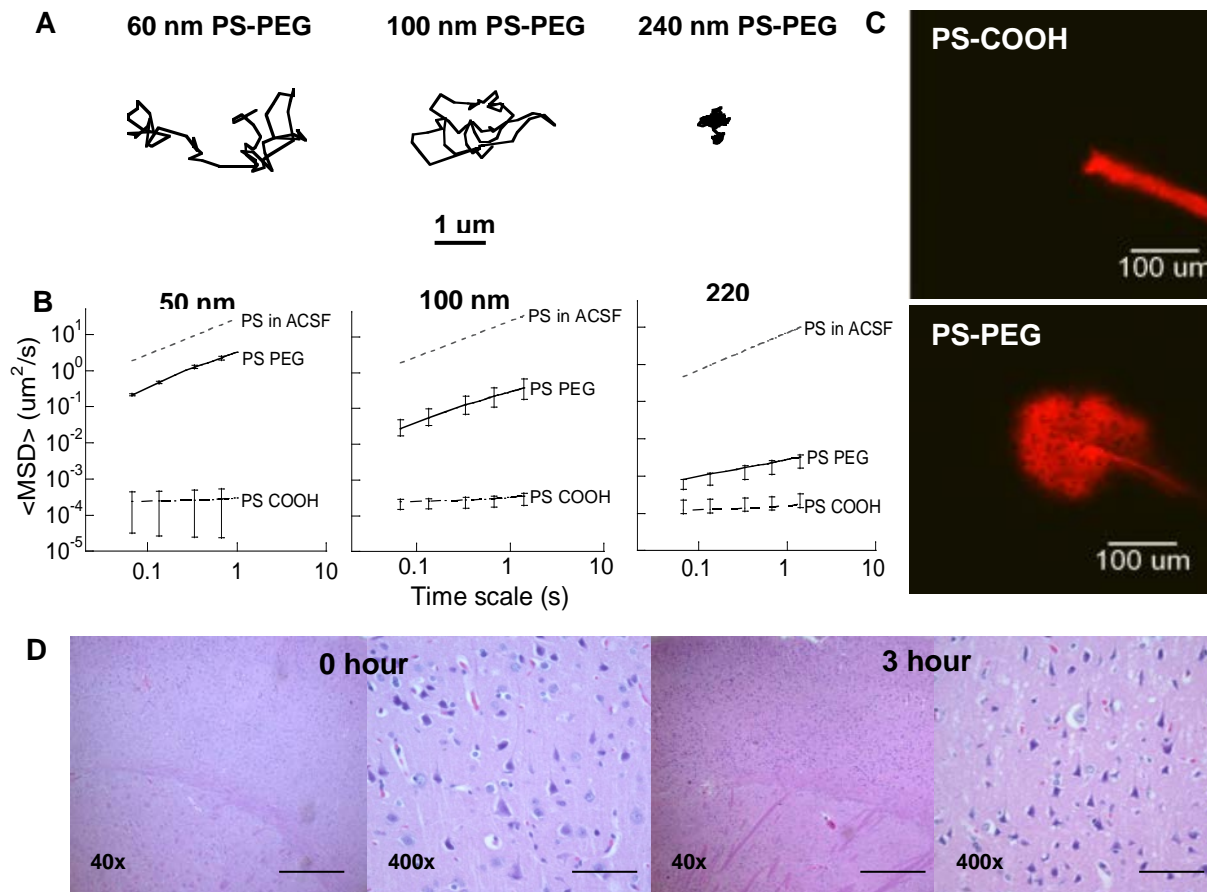 A
60 nm PS-PEG
100 nm PS-PEG
240 nm PS-PEG
1 um
C
PS-COOH
100 um
PS-PEG
100 um
B
50 nm
100 nm
220
<MSD> (um²/s)
10¹
10⁰
10⁻¹
10⁻²
10⁻³
10⁻⁴
10⁻⁵
PS in ACSF
PS PEG
PS COOH
PS in ACSF
PS PEG
PS COOH
PS in ACSF
PS PEG
PS COOH
0.1 1 10
0.1 1 10
0.1 1 10
Time scale (s)
D
0 hour
3 hour
40x
400x
40x
400x